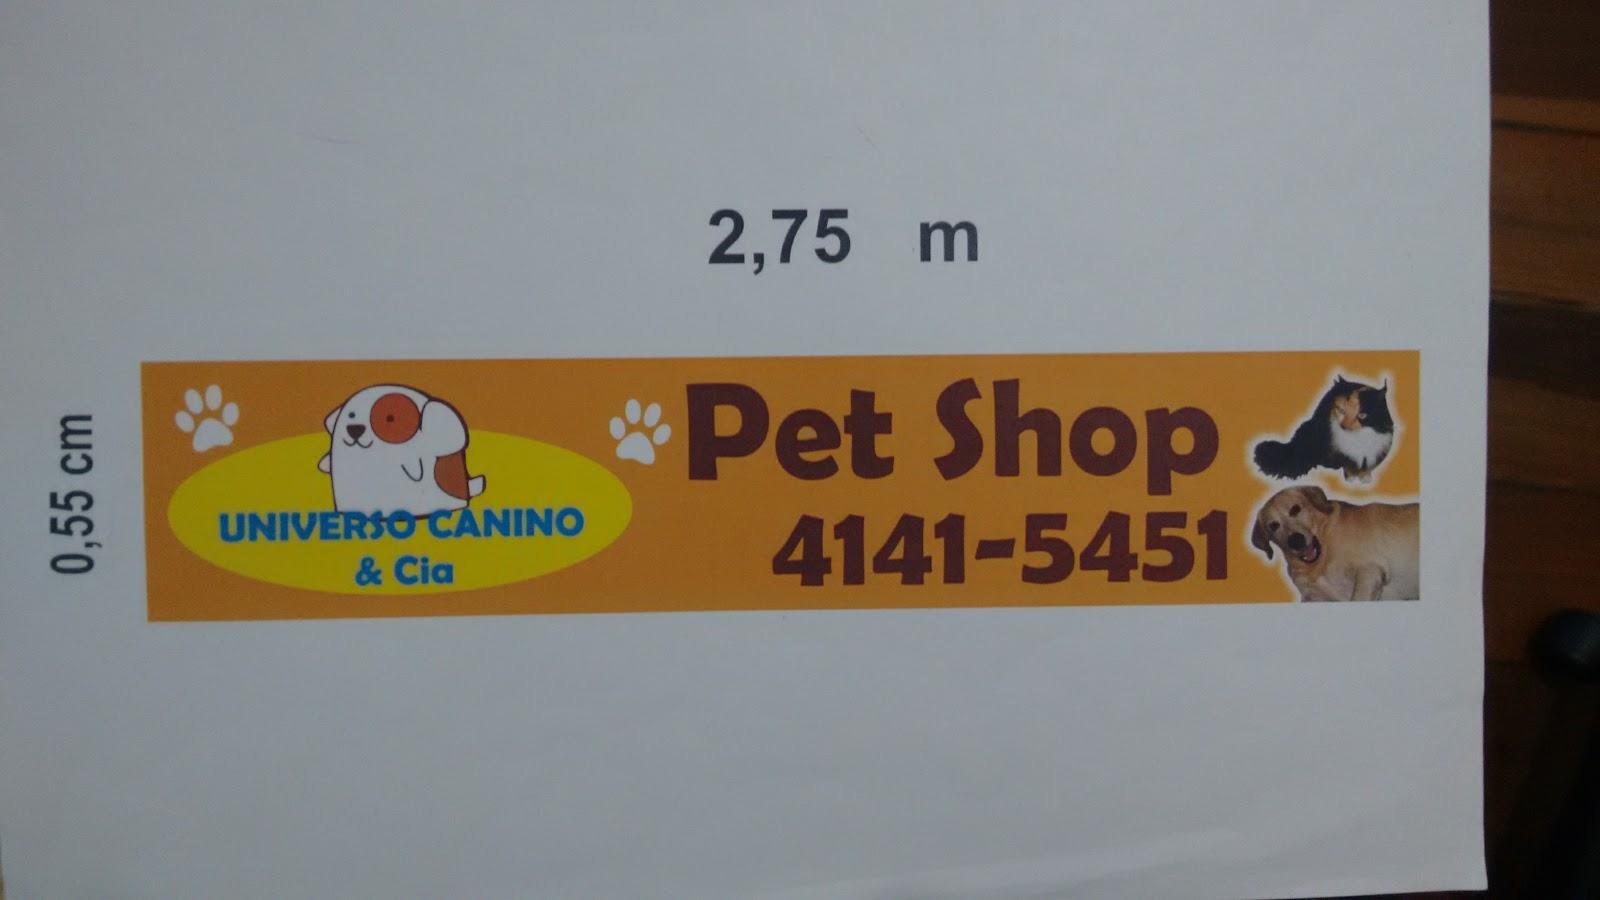 2,75 m
0,55 cm
UNIVERSO CANINO
& Cia
Pet Shop
4141-5451